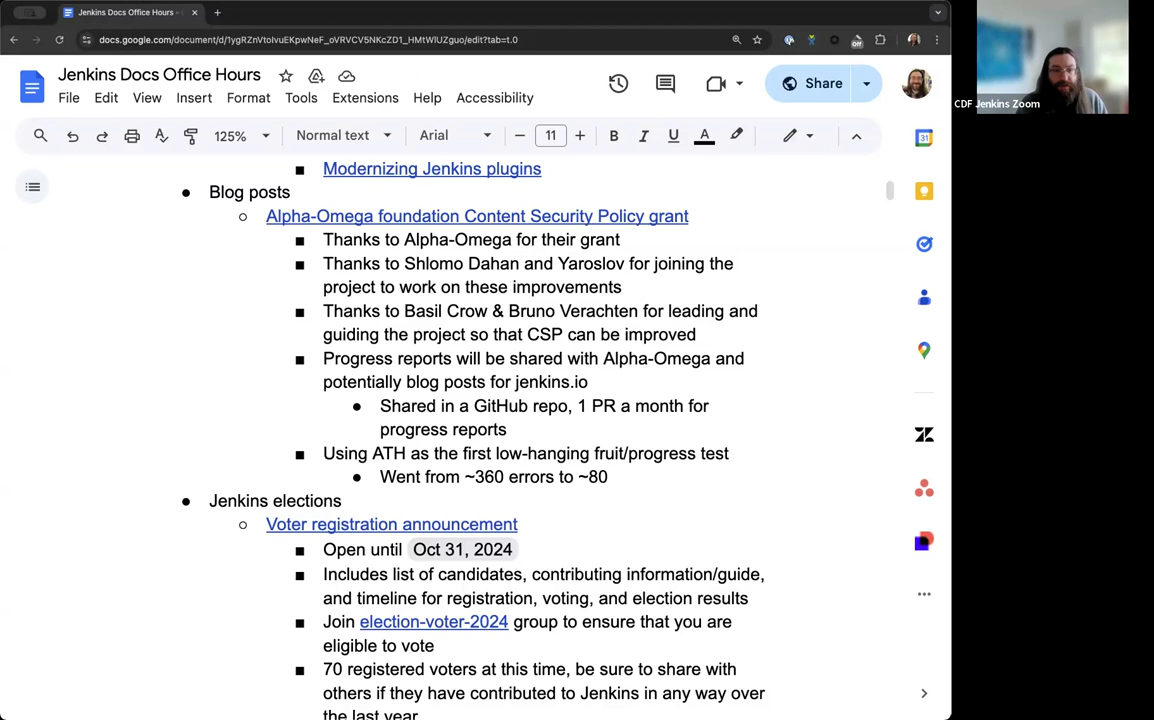 Jenkins Docs Office Hours -
docs.google.com/document/d/1ygRZnVtoIvuEKpwNeF_oVRVCV5NKcZD1_HMtWlUZguo/edit?tab=t.0
Off
Jenkins Docs Office Hours
Share
File Edit View Insert Format Tools Extensions Help Accessibility
125% Normal text Arial 11 B I U A
CDF Jenkins Zoom
31
■ Modernizing Jenkins plugins
● Blog posts
○ Alpha-Omega foundation Content Security Policy grant
■ Thanks to Alpha-Omega for their grant
■ Thanks to Shlomo Dahan and Yaroslov for joining the
project to work on these improvements
■ Thanks to Basil Crow & Bruno Verachten for leading and
guiding the project so that CSP can be improved
■ Progress reports will be shared with Alpha-Omega and
potentially blog posts for jenkins.io
● Shared in a GitHub repo, 1 PR a month for
progress reports
■ Using ATH as the first low-hanging fruit/progress test
● Went from ~360 errors to ~80
● Jenkins elections
○ Voter registration announcement
■ Open until Oct 31, 2024
■ Includes list of candidates, contributing information/guide,
and timeline for registration, voting, and election results
■ Join election-voter-2024 group to ensure that you are
eligible to vote
■ 70 registered voters at this time, be sure to share with
others if they have contributed to Jenkins in any way over
the last year